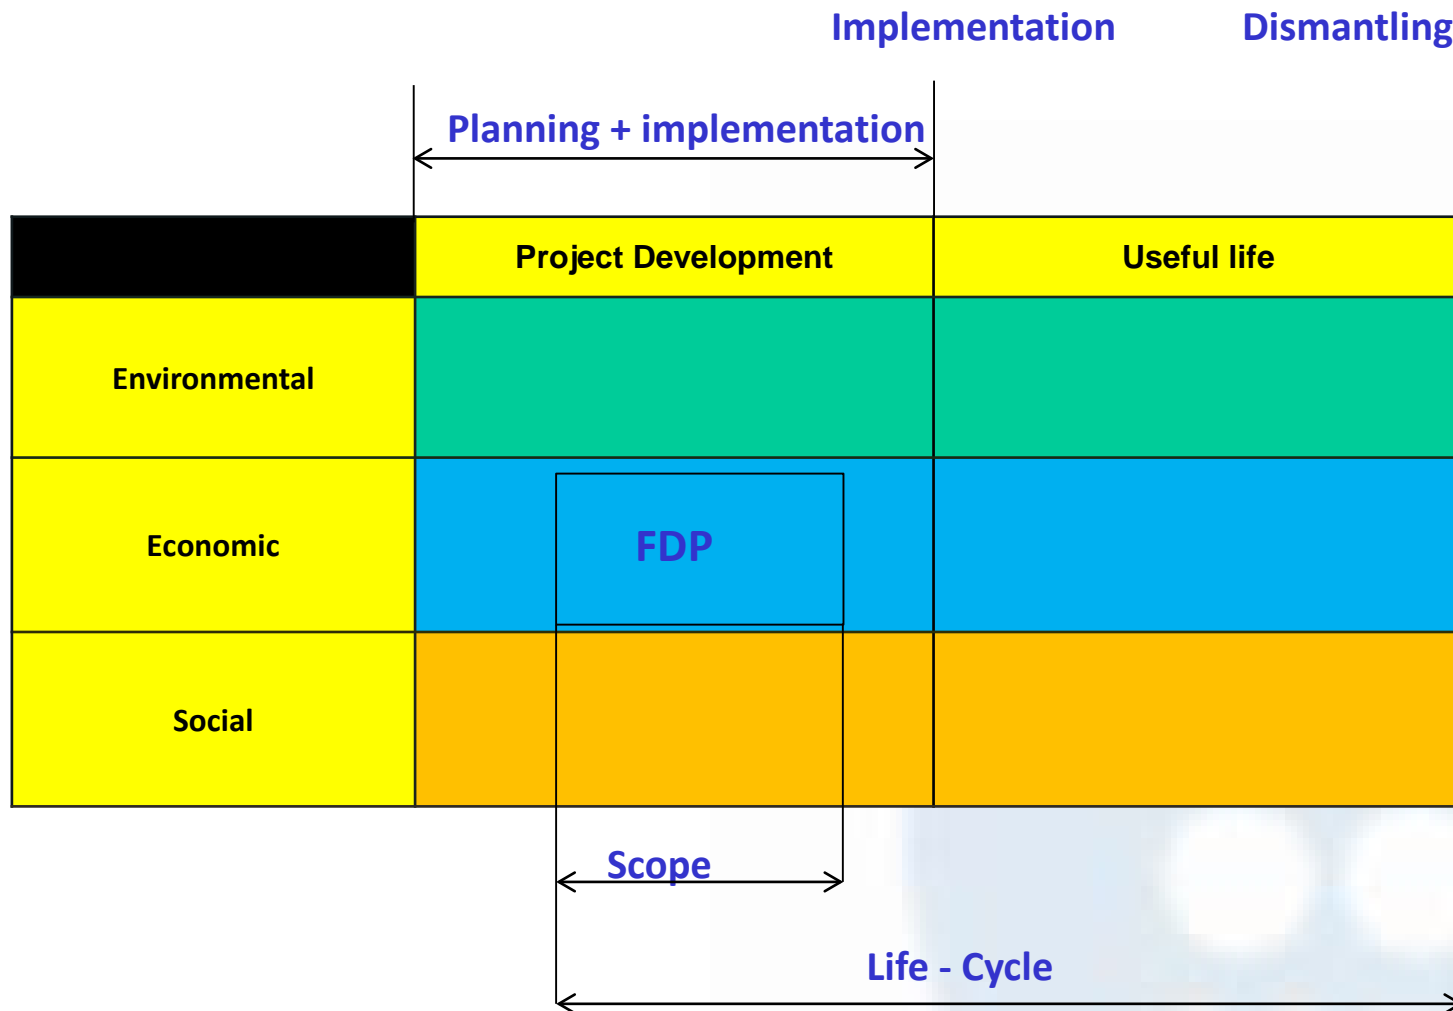 Implementation Dismantling
Planning + implementation
Project Development Useful life
Environmental
Economic FDP
Social
Scope
Life - Cycle